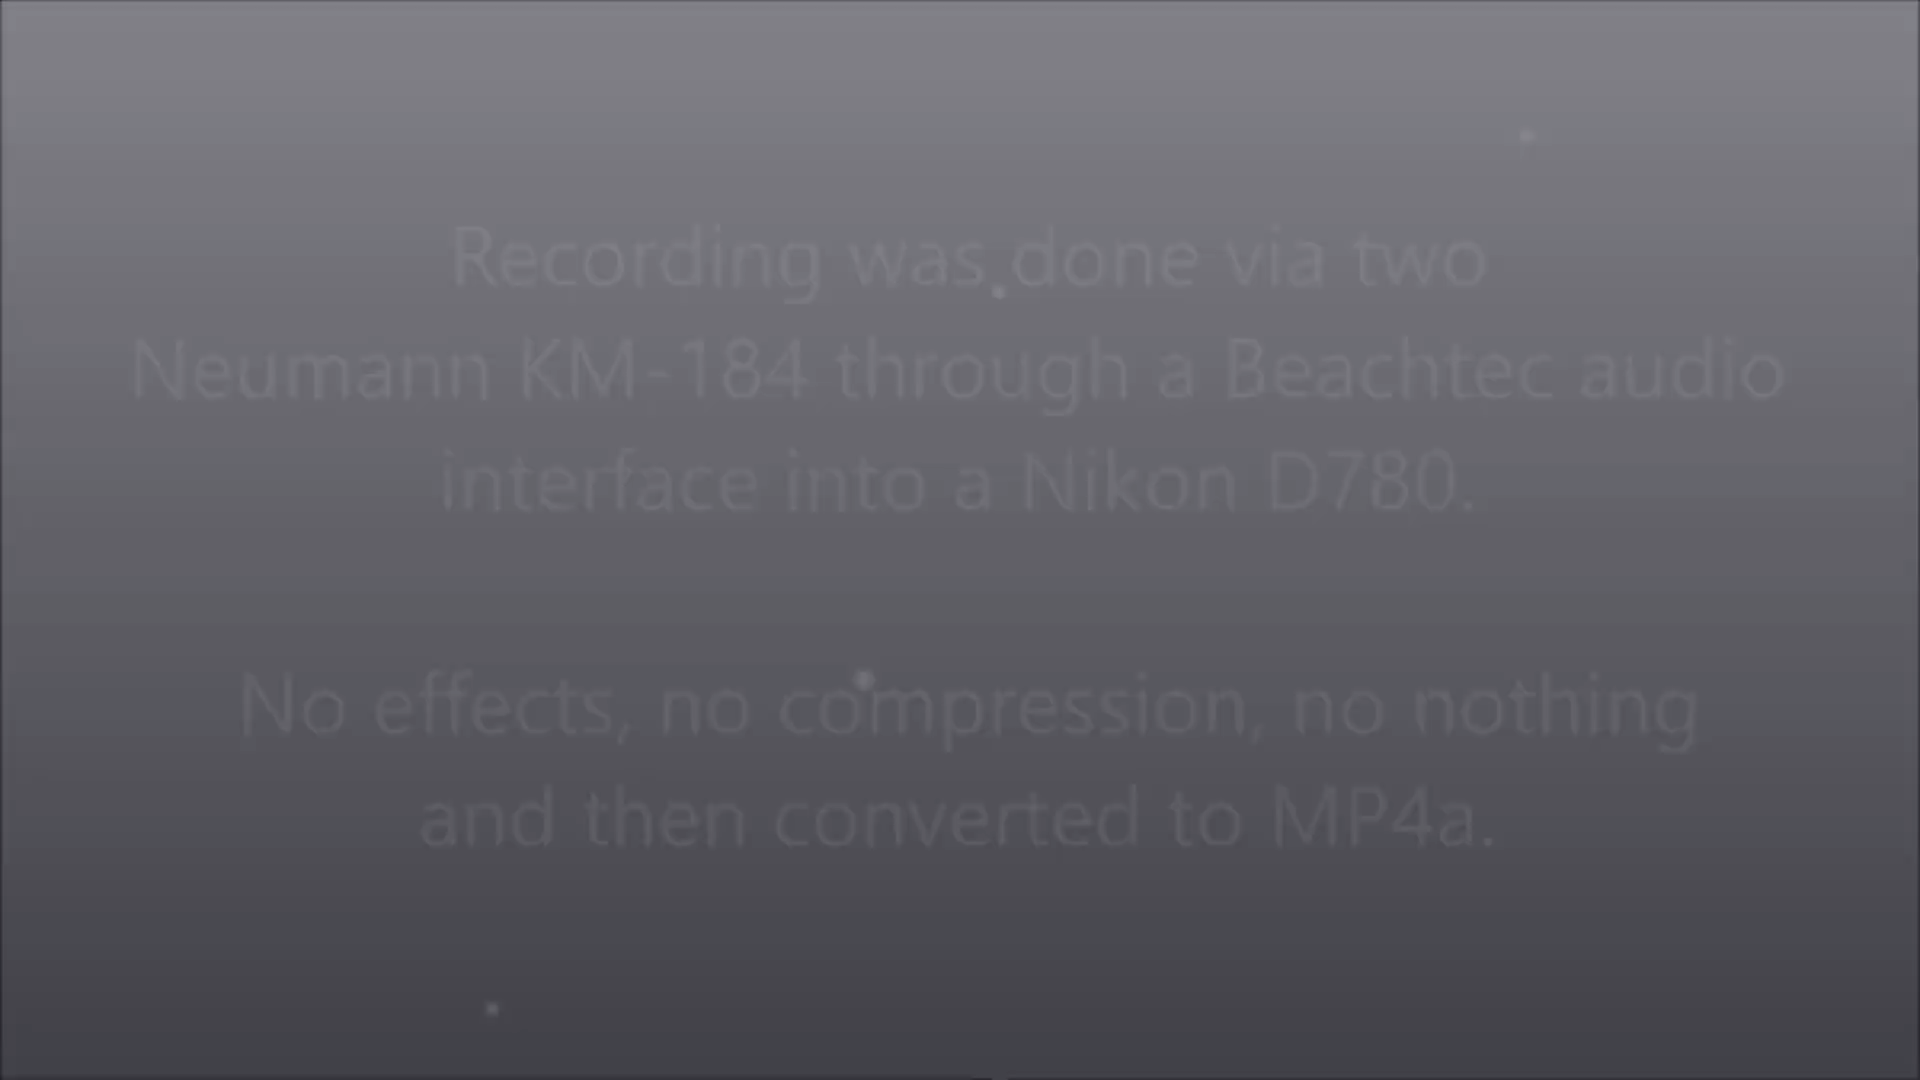 Recording was done via two
Neumann KM-184 through a Beachtec audio
interface into a Nikon D780.
No effects, no compression, no nothing
and then converted to MP4a.